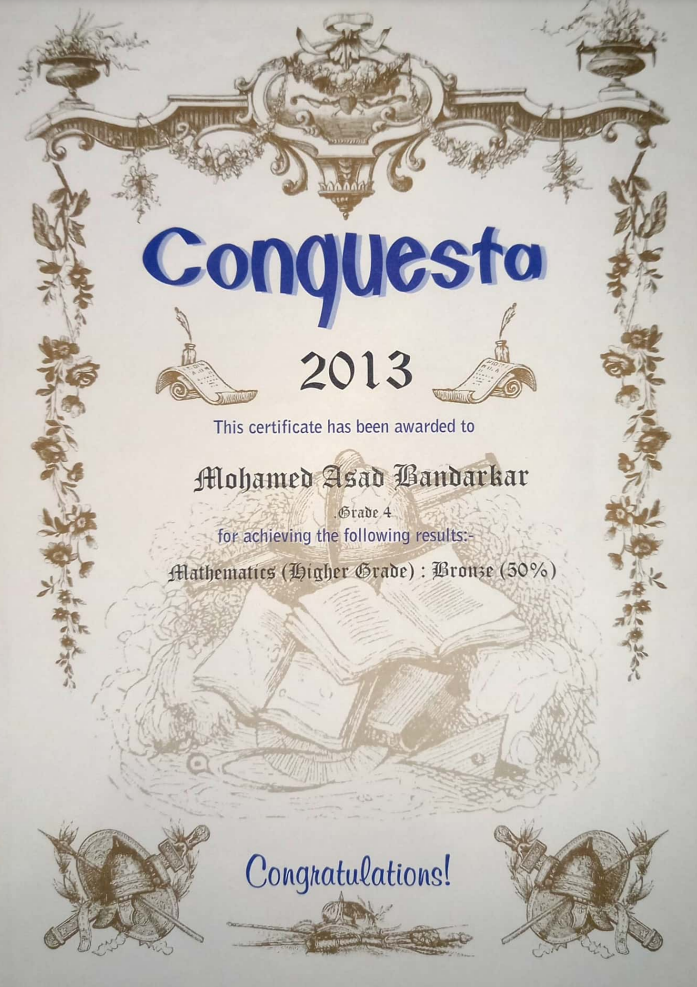 Conquesta
2013
This certificate has been awarded to
Mohamed Asad Bandarkar
.Grade 4
for achieving the following results:-
Mathematics (Higher Grade) : Bronze (50%)
Congratulations!